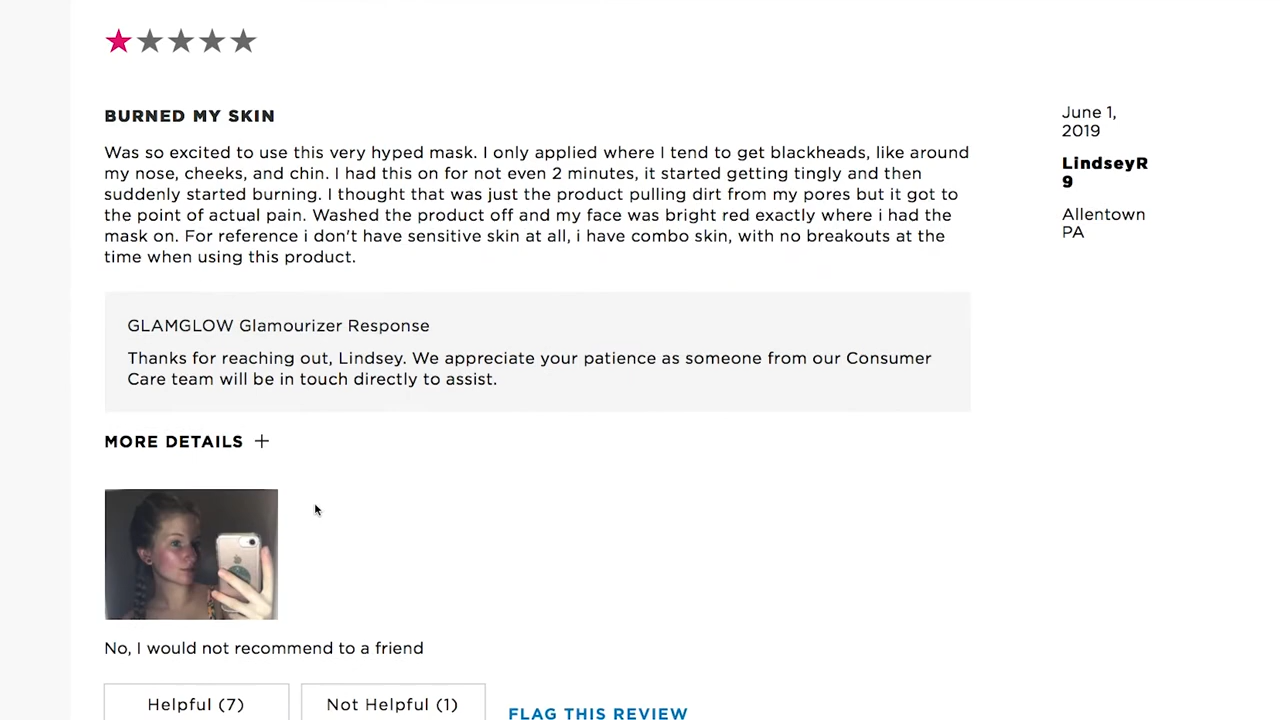 BURNED MY SKIN
Was so excited to use this very hyped mask. I only applied where I tend to get blackheads, like around
my nose, cheeks, and chin. I had this on for not even 2 minutes, it started getting tingly and then
suddenly started burning. I thought that was just the product pulling dirt from my pores but it got to
the point of actual pain. Washed the product off and my face was bright red exactly where i had the
mask on. For reference i don't have sensitive skin at all, i have combo skin, with no breakouts at the
time when using this product.
GLAMGLOW Glamourizer Response
Thanks for reaching out, Lindsey. We appreciate your patience as someone from our Consumer
Care team will be in touch directly to assist.
MORE DETAILS +
No, I would not recommend to a friend
Helpful (7) Not Helpful (1) FLAG THIS REVIEW
June 1,
2019
LindseyR
9
Allentown
PA